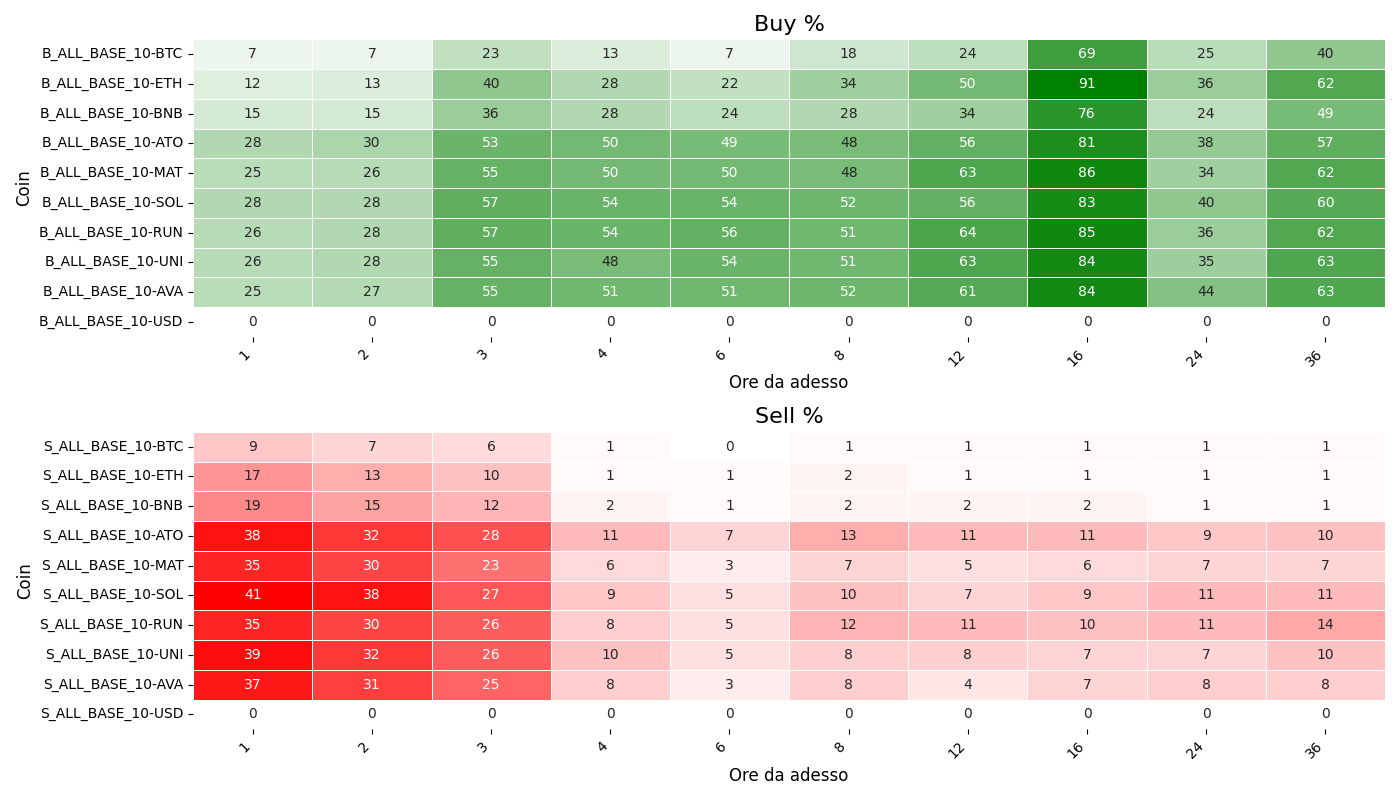 Buy %
Coin
B_ALL_BASE_10-BTC 7 7 23 13 7 18 24 69 25 40
B_ALL_BASE_10-ETH 12 13 40 28 22 34 50 91 36 62
B_ALL_BASE_10-BNB 15 15 36 28 24 28 34 76 24 49
B_ALL_BASE_10-ATO 28 30 53 50 49 48 56 81 38 57
B_ALL_BASE_10-MAT 25 26 55 50 50 48 63 86 34 62
B_ALL_BASE_10-SOL 28 28 57 54 54 52 56 83 40 60
B_ALL_BASE_10-RUN 26 28 57 54 56 51 64 85 36 62
B_ALL_BASE_10-UNI 26 28 55 48 54 51 63 84 35 63
B_ALL_BASE_10-AVA 25 27 55 51 51 52 61 84 44 63
B_ALL_BASE_10-USD 0 0 0 0 0 0 0 0 0 0
1 2 3 4 6 8 12 16 24 36
Ore da adesso
Sell %
Coin
S_ALL_BASE_10-BTC 9 7 6 1 0 1 1 1 1 1
S_ALL_BASE_10-ETH 17 13 10 1 1 2 1 1 1 1
S_ALL_BASE_10-BNB 19 15 12 2 1 2 2 2 1 1
S_ALL_BASE_10-ATO 38 32 28 11 7 13 11 11 9 10
S_ALL_BASE_10-MAT 35 30 23 6 3 7 5 6 7 7
S_ALL_BASE_10-SOL 41 38 27 9 5 10 7 9 11 11
S_ALL_BASE_10-RUN 35 30 26 8 5 12 11 10 11 14
S_ALL_BASE_10-UNI 39 32 26 10 5 8 8 7 7 10
S_ALL_BASE_10-AVA 37 31 25 8 3 8 4 7 8 8
S_ALL_BASE_10-USD 0 0 0 0 0 0 0 0 0 0
1 2 3 4 6 8 12 16 24 36
Ore da adesso